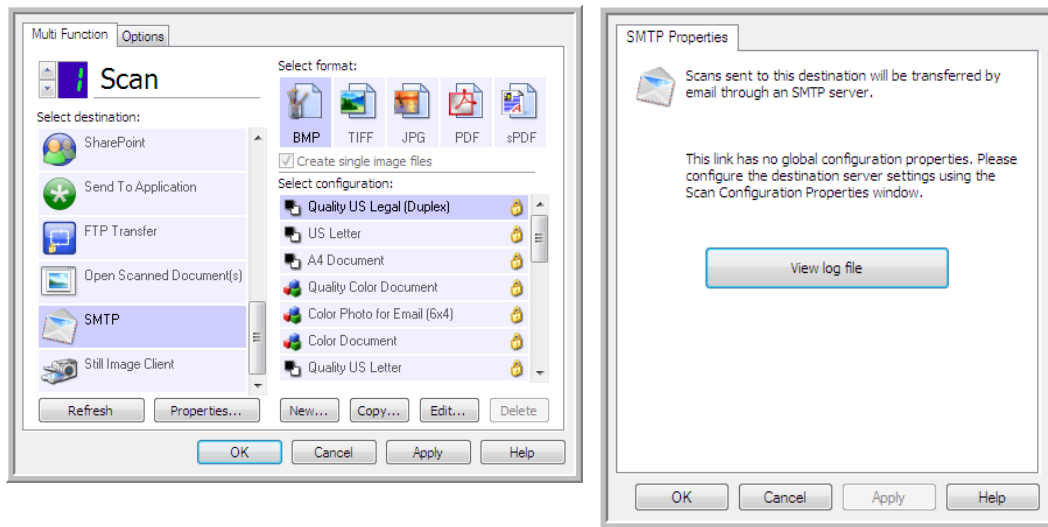 Multi Function
Options
1 Scan
Select destination:
SharePoint
Send To Application
FTP Transfer
Open Scanned Document(s)
SMTP
Still Image Client
Refresh
Properties...
Select format:
BMP
TIFF
JPG
PDF
sPDF
Create single image files
Select configuration:
Quality US Legal (Duplex)
US Letter
A4 Document
Quality Color Document
Color Photo for Email (6x4)
Color Document
Quality US Letter
New...
Copy...
Edit...
Delete
OK
Cancel
Apply
Help
SMTP Properties
Scans sent to this destination will be transferred by
email through an SMTP server.
This link has no global configuration properties. Please
configure the destination server settings using the
Scan Configuration Properties window.
View log file
OK
Cancel
Apply
Help